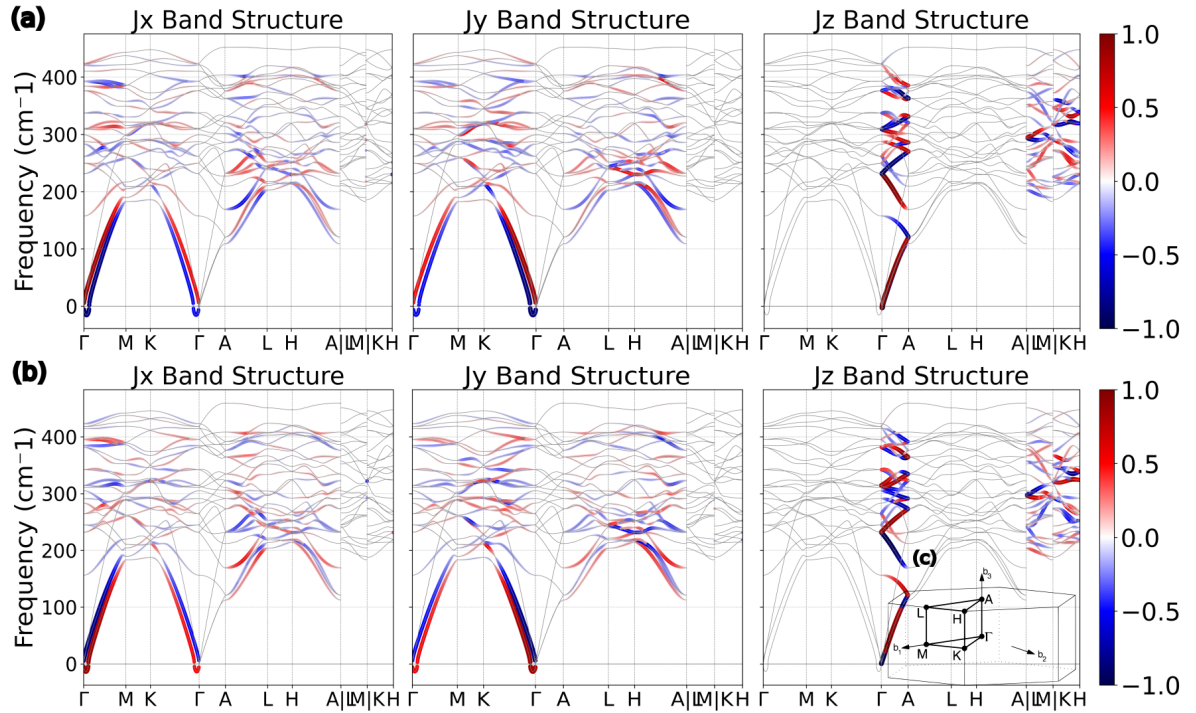 (a)
Jx Band Structure
Jy Band Structure
Jz Band Structure
Frequency (cm−1)
400
300
200
100
0
Γ M K Γ A L H A|L M|K H
Γ M K Γ A L H A|L M|K H
Γ M K Γ A L H A|L M|K H
1.0
0.5
0.0
−0.5
−1.0
(b)
Jx Band Structure
Jy Band Structure
Jz Band Structure
Frequency (cm−1)
400
300
200
100
0
Γ M K Γ A L H A|L M|K H
Γ M K Γ A L H A|L M|K H
Γ M K Γ A L H A|L M|K H
1.0
0.5
0.0
−0.5
−1.0
(c)
b3
A
L
H
Γ
M
K
b1
b2